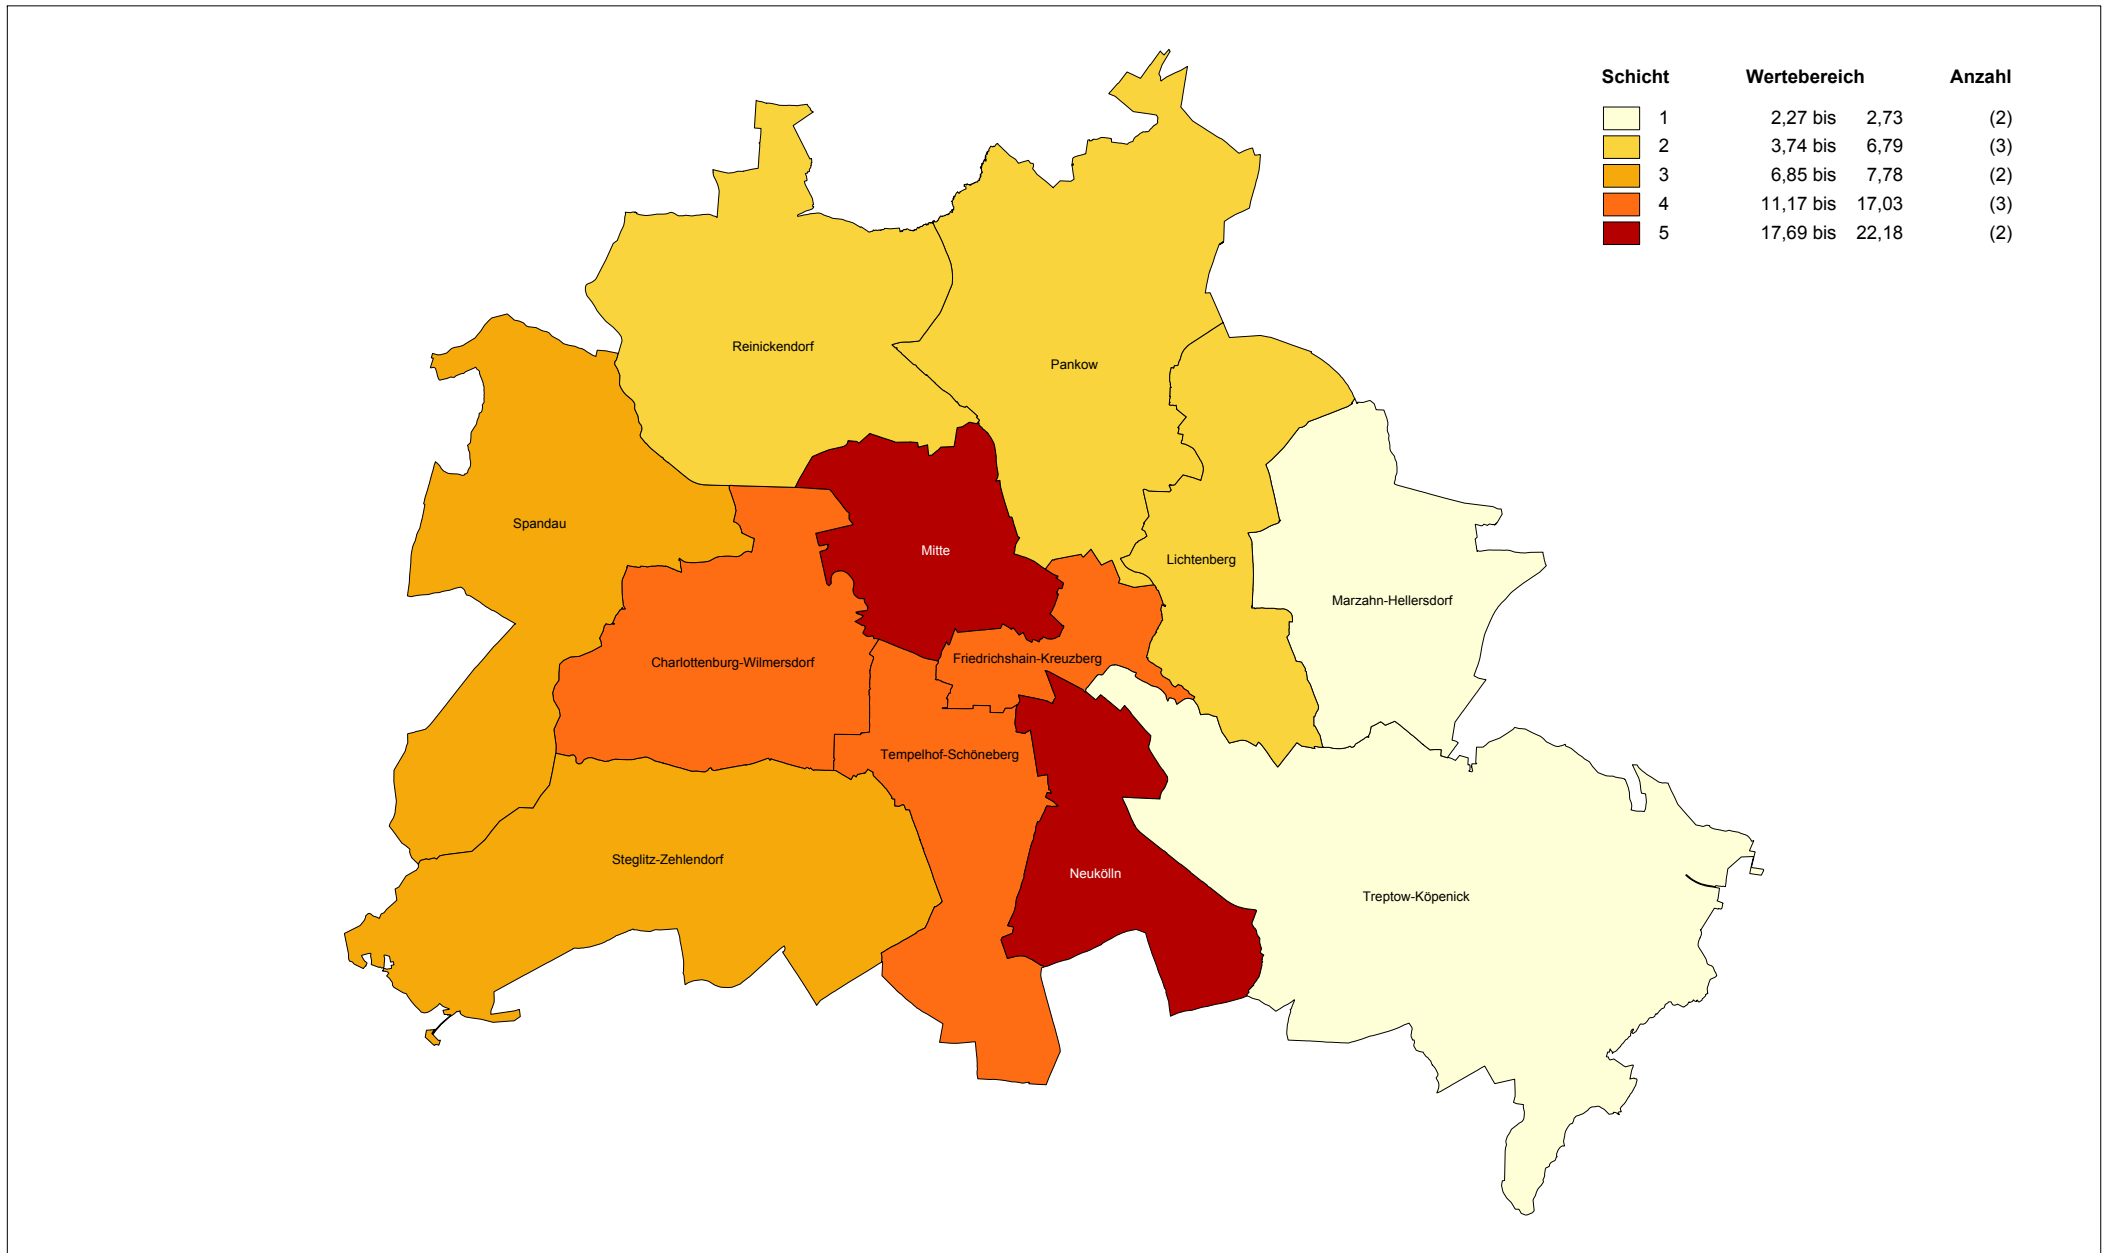 Schicht Wertebereich Anzahl
1 2,27 bis 2,73 (2)
2 3,74 bis 6,79 (3)
3 6,85 bis 7,78 (2)
4 11,17 bis 17,03 (3)
5 17,69 bis 22,18 (2)
Reinickendorf
Pankow
Spandau
Mitte
Lichtenberg
Marzahn-Hellersdorf
Charlottenburg-Wilmersdorf
Friedrichshain-Kreuzberg
Tempelhof-Schöneberg
Steglitz-Zehlendorf
Neukölln
Treptow-Köpenick